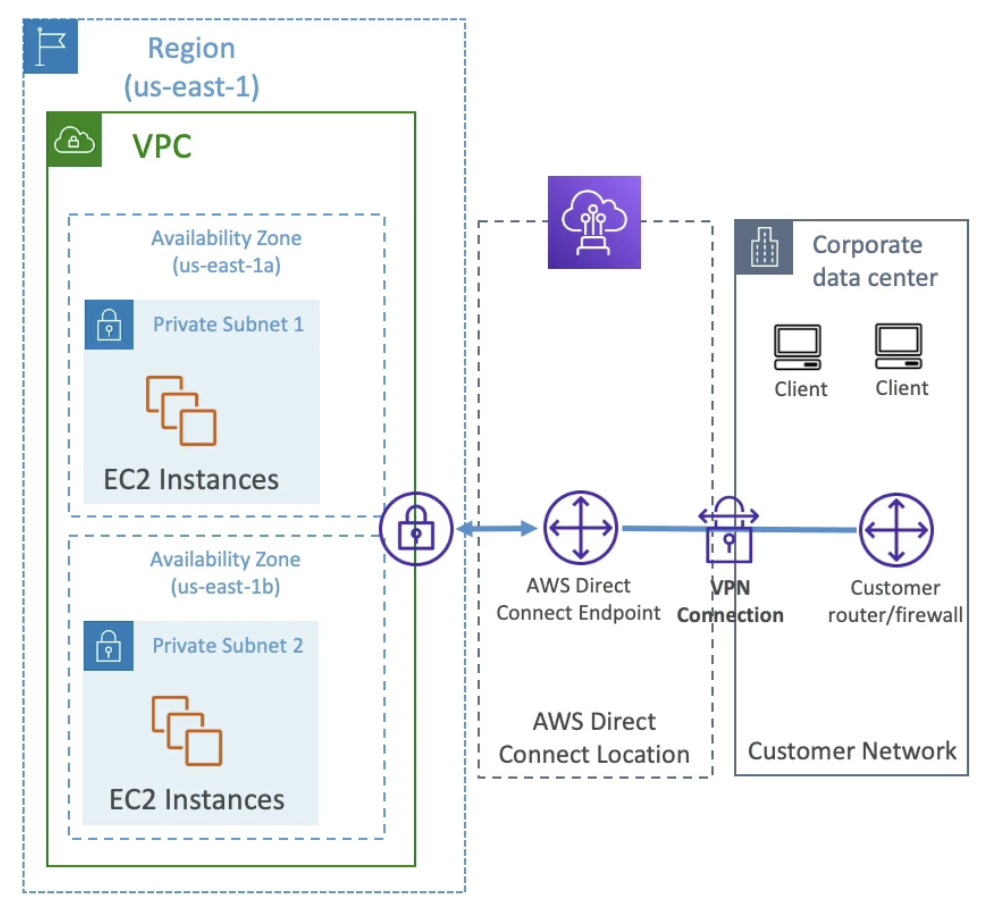 Region
(us-east-1)
VPC
Availability Zone
(us-east-1a)
Private Subnet 1
EC2 Instances
Availability Zone
(us-east-1b)
Private Subnet 2
EC2 Instances
AWS Direct
Connect Endpoint
AWS Direct
Connect Location
VPN
Connection
Corporate
data center
Client
Client
Customer
router/firewall
Customer Network